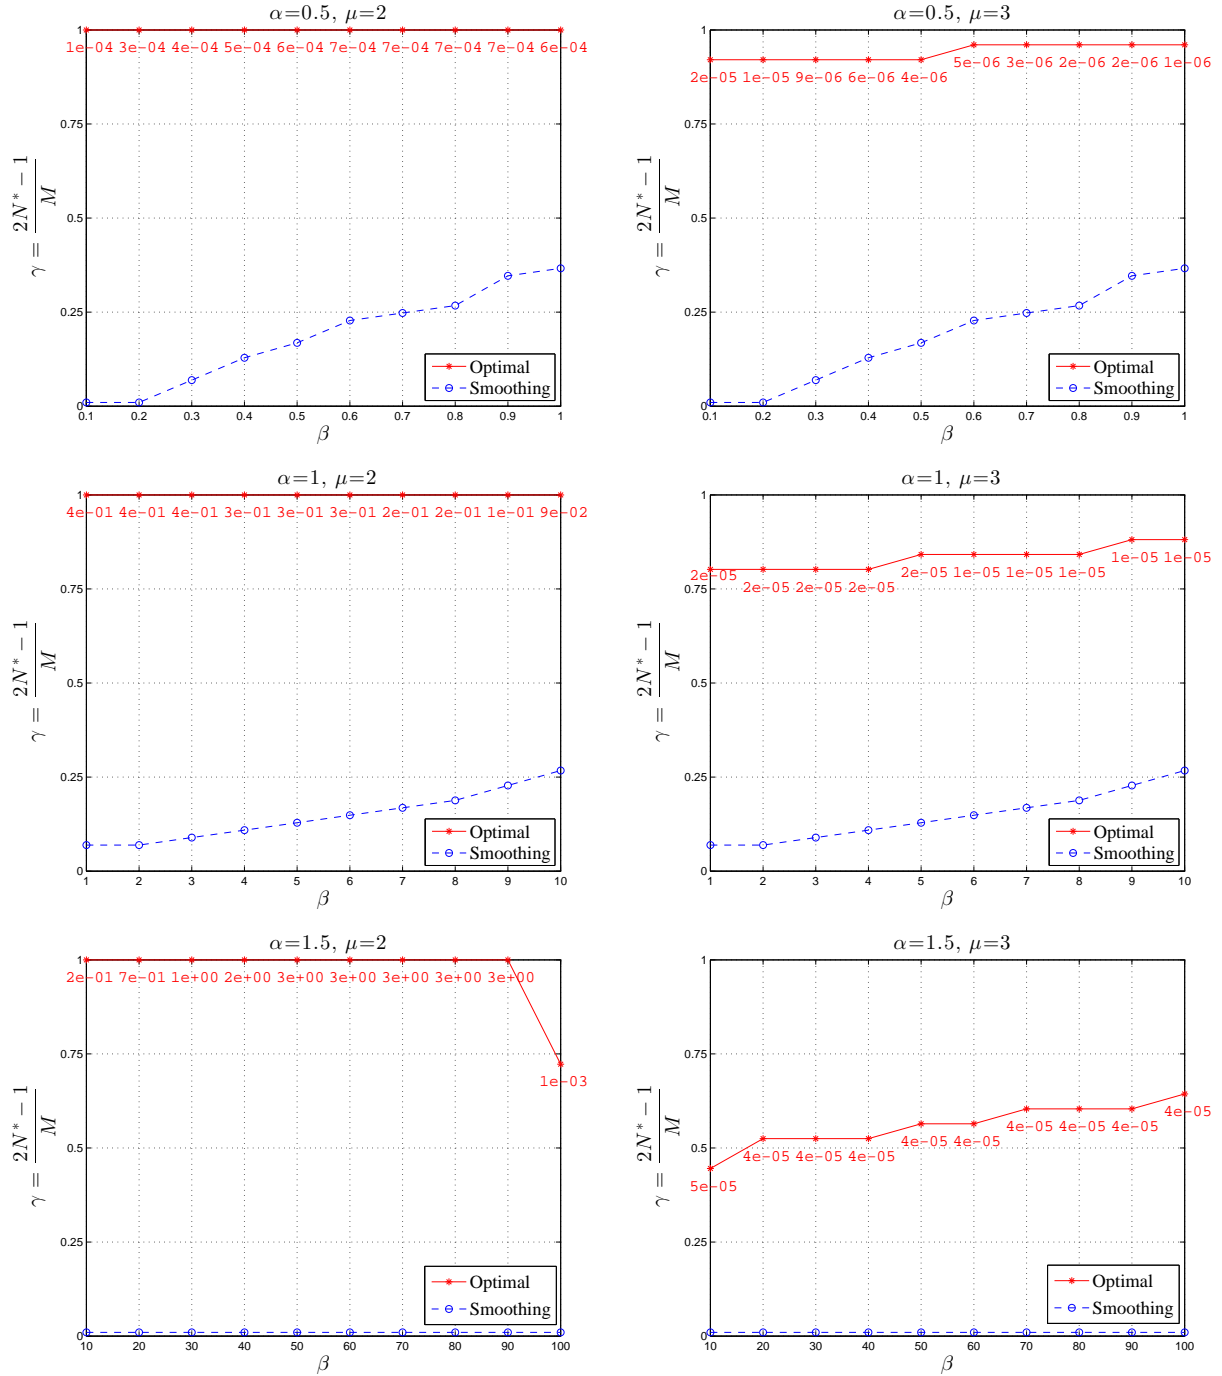 α=0.5, μ=2
1
0.75
0.5
0.25
0
γ = (2N* − 1)/M
1e-04 3e-04 4e-04 5e-04 6e-04 7e-04 7e-04 7e-04 7e-04 6e-04
Optimal
Smoothing
0.1 0.2 0.3 0.4 0.5 0.6 0.7 0.8 0.9 1
β
α=0.5, μ=3
1
0.75
0.5
0.25
0
γ = (2N* − 1)/M
2e-05 1e-05 9e-06 6e-06 4e-06 5e-06 3e-06 2e-06 2e-06 1e-06
Optimal
Smoothing
0.1 0.2 0.3 0.4 0.5 0.6 0.7 0.8 0.9 1
β
α=1, μ=2
1
0.75
0.5
0.25
0
γ = (2N* − 1)/M
4e-01 4e-01 4e-01 3e-01 3e-01 3e-01 2e-01 2e-01 1e-01 9e-02
Optimal
Smoothing
1 2 3 4 5 6 7 8 9 10
β
α=1, μ=3
1
0.75
0.5
0.25
0
γ = (2N* − 1)/M
2e-05 2e-05 2e-05 2e-05 2e-05 1e-05 1e-05 1e-05 1e-05 1e-05
Optimal
Smoothing
1 2 3 4 5 6 7 8 9 10
β
α=1.5, μ=2
1
0.75
0.5
0.25
0
γ = (2N* − 1)/M
2e-01 7e-01 1e+00 2e+00 3e+00 3e+00 3e+00 3e+00 3e+00 1e-03
Optimal
Smoothing
10 20 30 40 50 60 70 80 90 100
β
α=1.5, μ=3
1
0.75
0.5
0.25
0
γ = (2N* − 1)/M
5e-05 4e-05 4e-05 4e-05 4e-05 4e-05 4e-05 4e-05 4e-05 4e-05
Optimal
Smoothing
10 20 30 40 50 60 70 80 90 100
β